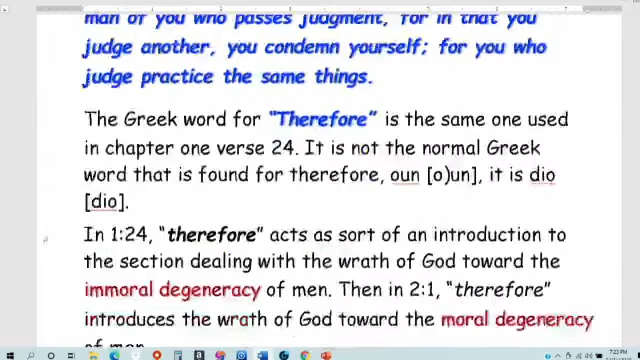 man of you who passes judgment, for in that you
judge another, you condemn yourself; for you who
judge practice the same things.
The Greek word for "Therefore" is the same one used
in chapter one verse 24. It is not the normal Greek
word that is found for therefore, oun [o)un], it is dio
[dio].
In 1:24, "therefore" acts as sort of an introduction to
the section dealing with the wrath of God toward the
immoral degeneracy of men. Then in 2:1, "therefore"
introduces the wrath of God toward the moral degeneracy
of men.
7:23 PM